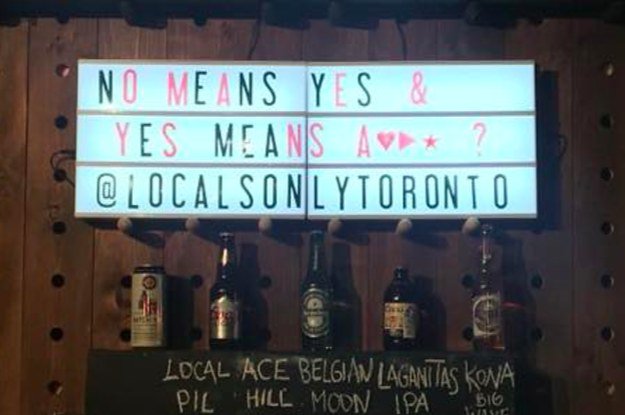 NO MEANS YES &
YES MEANS A♥▶★ ?
@LOCALSONLYTORONTO
LOCAL ACE BELGIAN LAGANITAS KONA
PIL HILL MOON IPA BIG